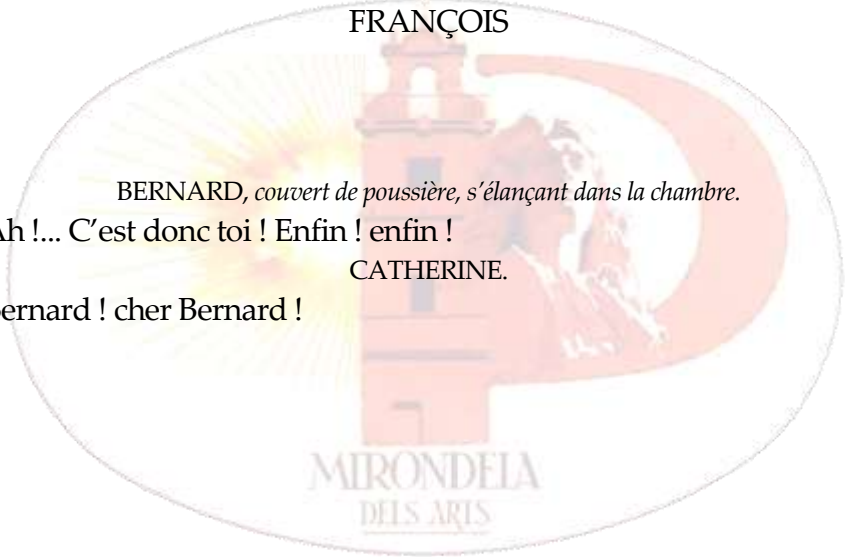 FRANÇOIS
BERNARD, couvert de poussière, s’élançant dans la chambre.
Ah !... C’est donc toi ! Enfin ! enfin !
CATHERINE.
ernard ! cher Bernard !
MIRONDELA
DELS ARTS